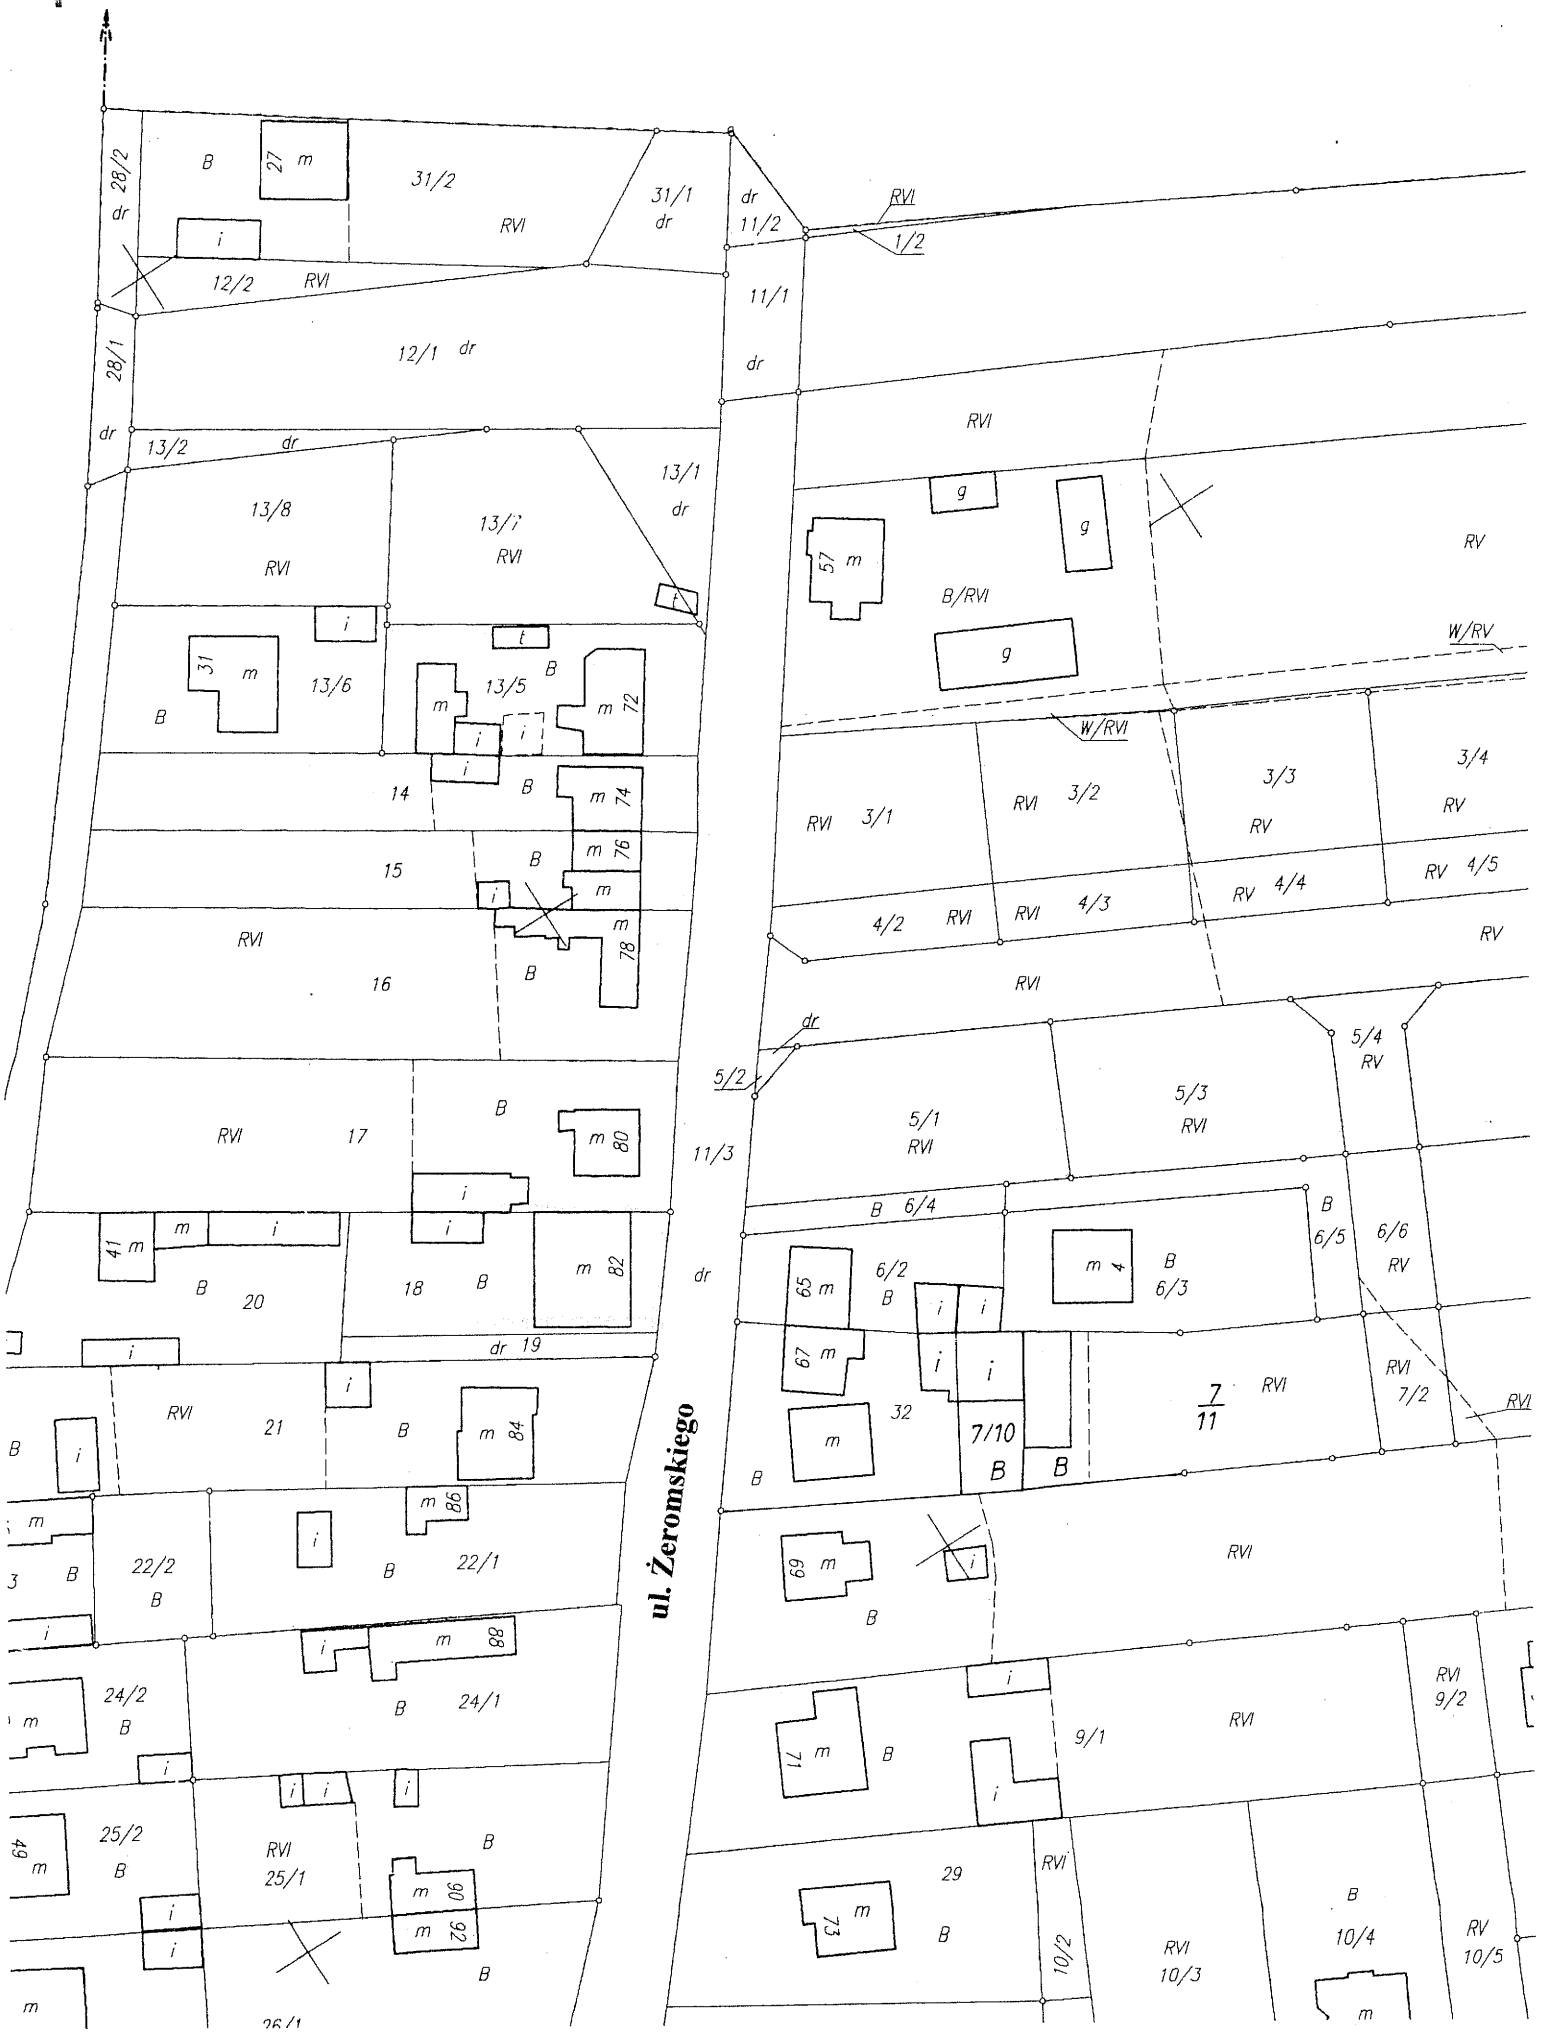 28/2
dr
B
27
m
i
31/2
RVI
31/1
dr
dr
11/2
RVI
1/2
12/2
RVI
11/1
dr
28/1
dr
12/1 dr
13/2
dr
13/1
dr
13/8
RVI
13/7
RVI
t
RVI
g
g
57
m
B/RVI
g
RV
W/RV
W/RVI
31
m
i
13/6
B
t
B
13/5
m
i
i
m
72
14
i
B
m
74
15
B
m
76
i
m
RVI
16
B
m
78
RVI
3/1
RVI
3/2
3/3
RV
3/4
RV
4/2
RVI
RVI
4/3
RV
4/4
RV
4/5
RV
RVI
dr
5/2
5/1
RVI
5/3
RVI
5/4
RV
RVI
17
B
m
80
i
11/3
dr
B
6/4
B
6/5
6/6
RV
41
m
m
i
B
20
i
i
18
B
m
82
dr 19
65
m
6/2
B
i
i
m
4
B
6/3
67
m
i
i
32
m
B
7/10
B
B
7
11
RVI
RVI
7/2
RVI
B
i
RVI
21
i
B
m
84
ul. Żeromskiego
m
3
B
i
22/2
B
i
m
86
B
22/1
69
m
i
B
RVI
24/2
B
m
i
i
m
88
B
24/1
i
71
m
B
i
9/1
RVI
RVI
9/2
49
m
25/2
B
i
i
i
i
i
RVI
25/1
B
m
90
m
92
B
m
26/1
29
73
m
B
RVI
10/2
RVI
10/3
B
10/4
m
RV
10/5